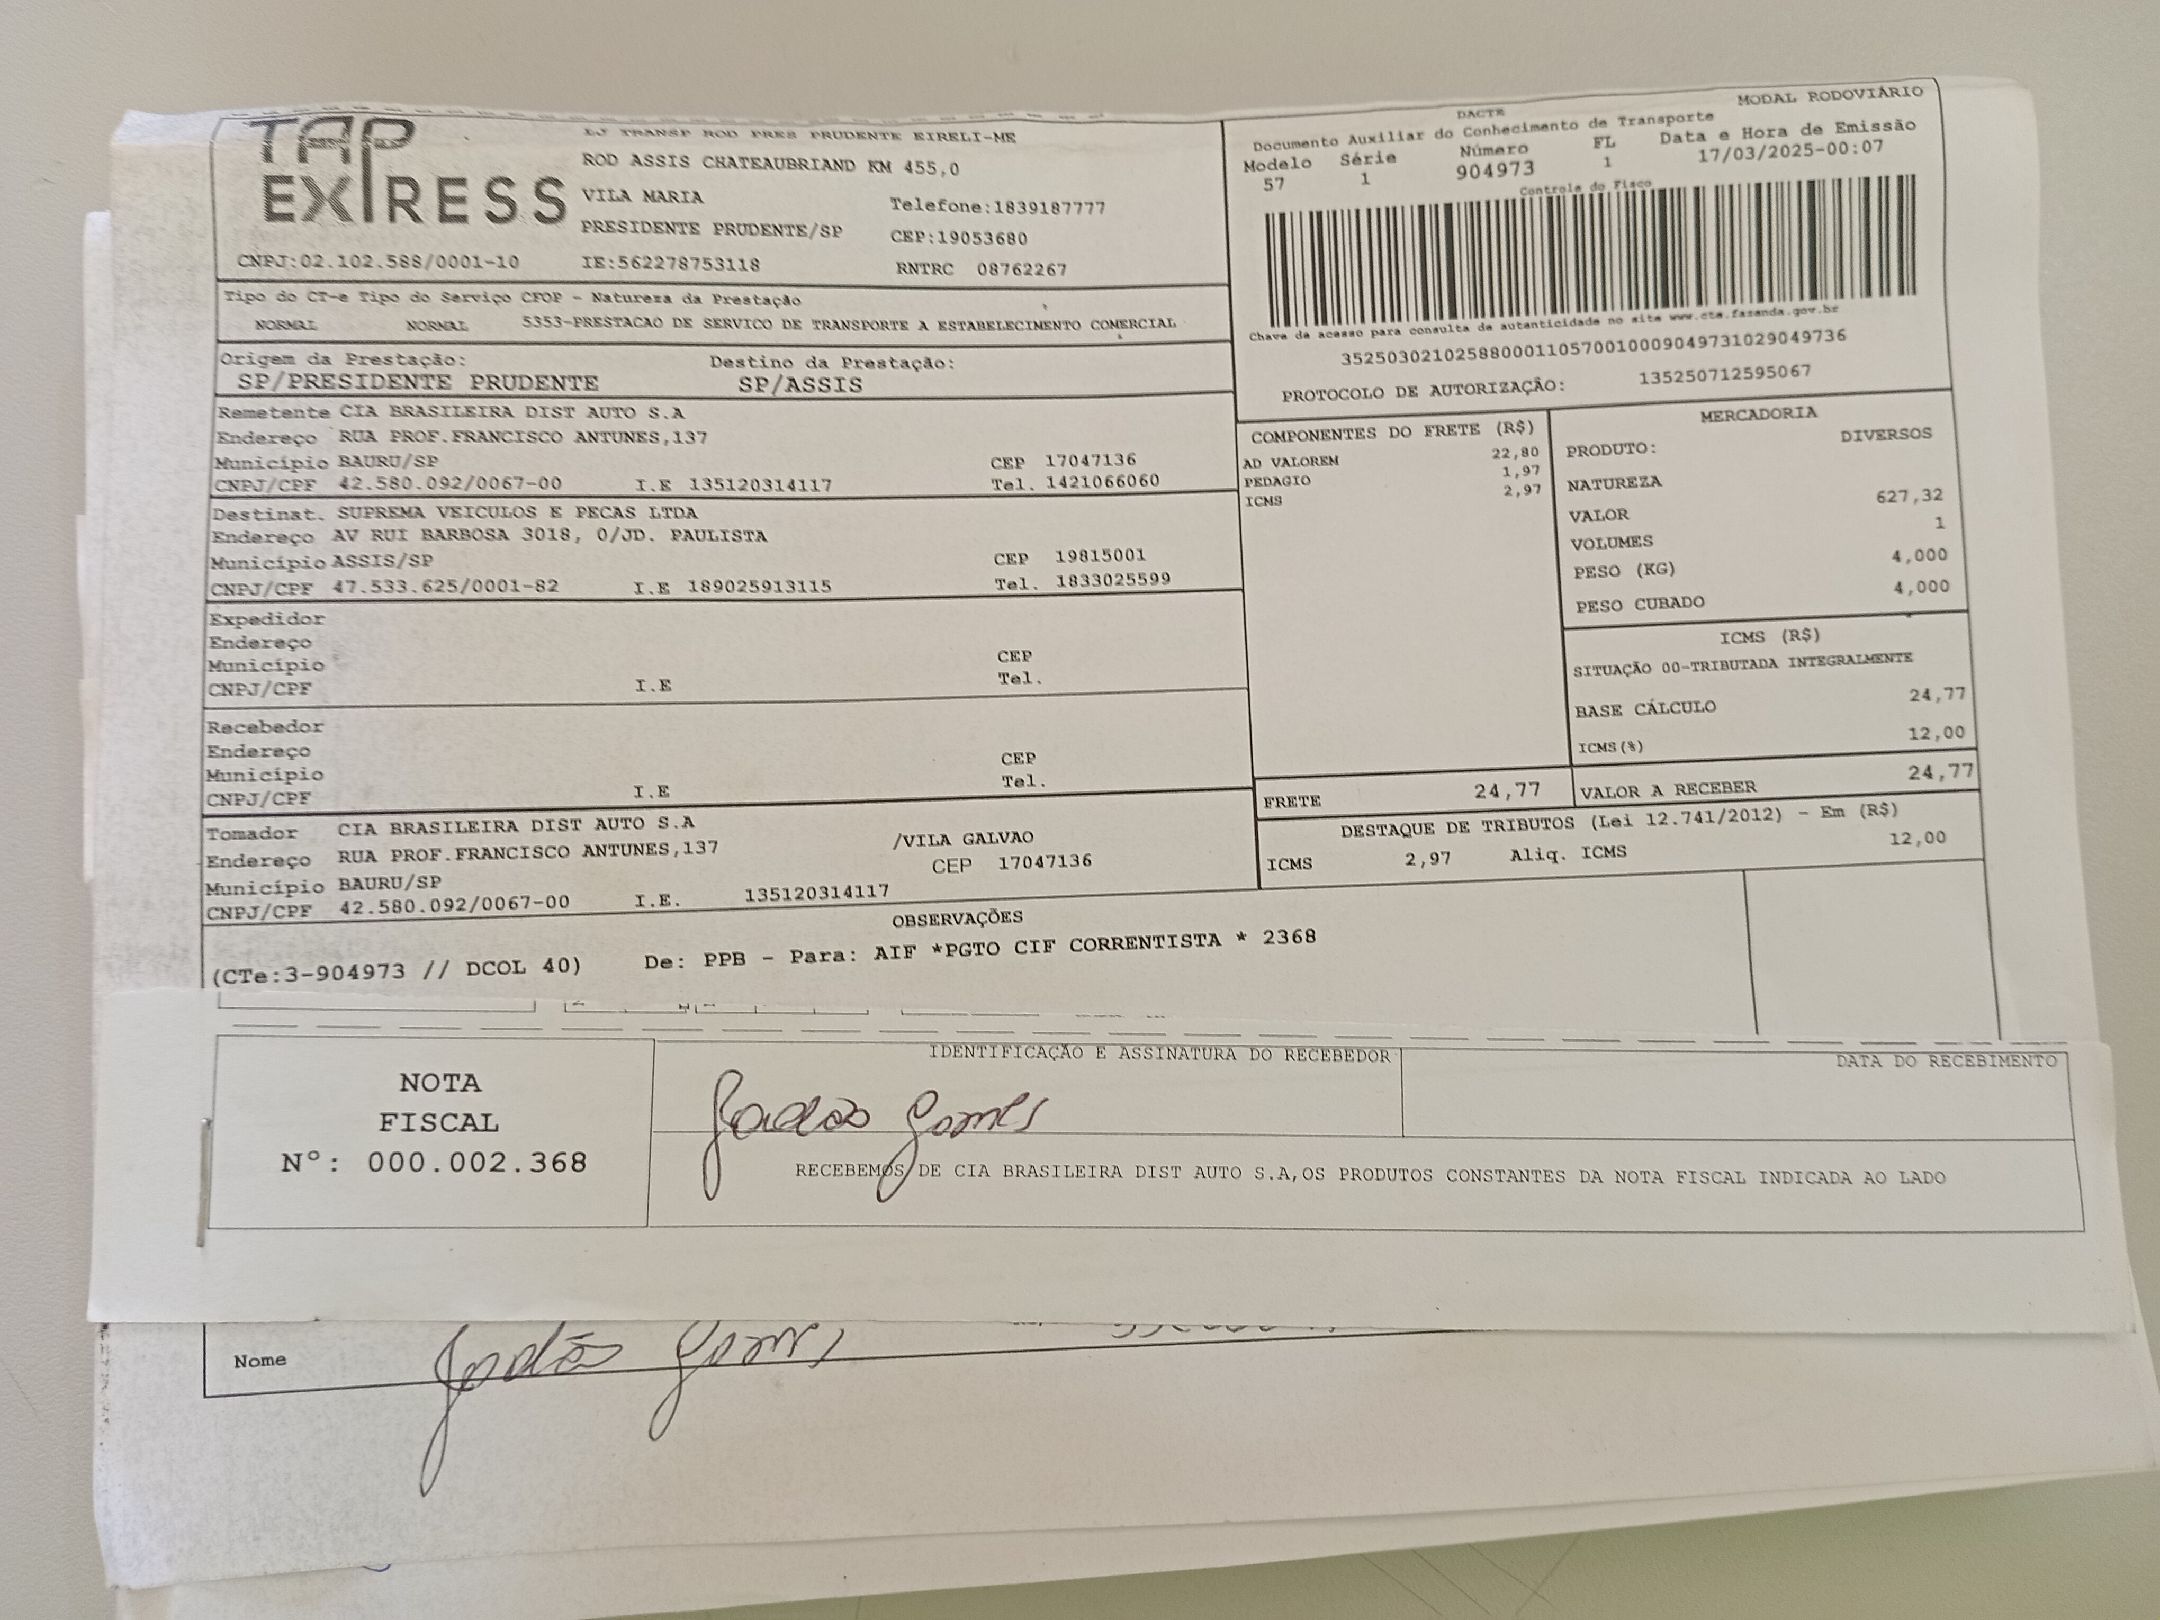 TAP
EXPRESS
LJ TRANSP ROD PRES PRUDENTE EIRELI-ME
ROD ASSIS CHATEAUBRIAND KM 455,0
VILA MARIA Telefone:1839187777
PRESIDENTE PRUDENTE/SP CEP:19053680
CNPJ:02.102.588/0001-10 IE:562278753118 RNTRC 08762267
DACTE MODAL RODOVIÁRIO
Documento Auxiliar do Conhecimento de Transporte
Modelo Série Número FL Data e Hora de Emissão
57 1 904973 1 17/03/2025-00:07
Controle do Fisco
Chave de acesso para consulta de autenticidade no site www.cte.fazenda.gov.br
35250302102588000110570010009049731029049736
PROTOCOLO DE AUTORIZAÇÃO: 135250712595067
Tipo do CT-e Tipo do Serviço CFOP - Natureza da Prestação
NORMAL NORMAL 5353-PRESTACAO DE SERVICO DE TRANSPORTE A ESTABELECIMENTO COMERCIAL
Origem da Prestação: Destino da Prestação:
SP/PRESIDENTE PRUDENTE SP/ASSIS
Remetente CIA BRASILEIRA DIST AUTO S.A
Endereço RUA PROF.FRANCISCO ANTUNES,137
Município BAURU/SP CEP 17047136
CNPJ/CPF 42.580.092/0067-00 I.E 135120314117 Tel. 1421066060
Destinat. SUPREMA VEICULOS E PECAS LTDA
Endereço AV RUI BARBOSA 3018, 0/JD. PAULISTA
Município ASSIS/SP CEP 19815001
CNPJ/CPF 47.533.625/0001-82 I.E 189025913115 Tel. 1833025599
Expedidor
Endereço
Município CEP
CNPJ/CPF I.E Tel.
Recebedor
Endereço
Município CEP
CNPJ/CPF I.E Tel.
Tomador CIA BRASILEIRA DIST AUTO S.A
Endereço RUA PROF.FRANCISCO ANTUNES,137 /VILA GALVAO
Município BAURU/SP CEP 17047136
CNPJ/CPF 42.580.092/0067-00 I.E. 135120314117
COMPONENTES DO FRETE (R$)
AD VALOREM 22,80
PEDAGIO 1,97
ICMS 2,97
MERCADORIA
PRODUTO: DIVERSOS
NATUREZA
VALOR 627,32
VOLUMES 1
PESO (KG) 4,000
PESO CUBADO 4,000
ICMS (R$)
SITUAÇÃO 00-TRIBUTADA INTEGRALMENTE
BASE CÁLCULO 24,77
ICMS(%) 12,00
FRETE 24,77 VALOR A RECEBER 24,77
DESTAQUE DE TRIBUTOS (Lei 12.741/2012) - Em (R$)
ICMS 2,97 Aliq. ICMS 12,00
OBSERVAÇÕES
(CTe:3-904973 // DCOL 40) De: PPB - Para: AIF *PGTO CIF CORRENTISTA * 2368
NOTA
FISCAL
Nº: 000.002.368
IDENTIFICAÇÃO E ASSINATURA DO RECEBEDOR
DATA DO RECEBIMENTO
Gomes
RECEBEMOS DE CIA BRASILEIRA DIST AUTO S.A,OS PRODUTOS CONSTANTES DA NOTA FISCAL INDICADA AO LADO
Nome Gomes